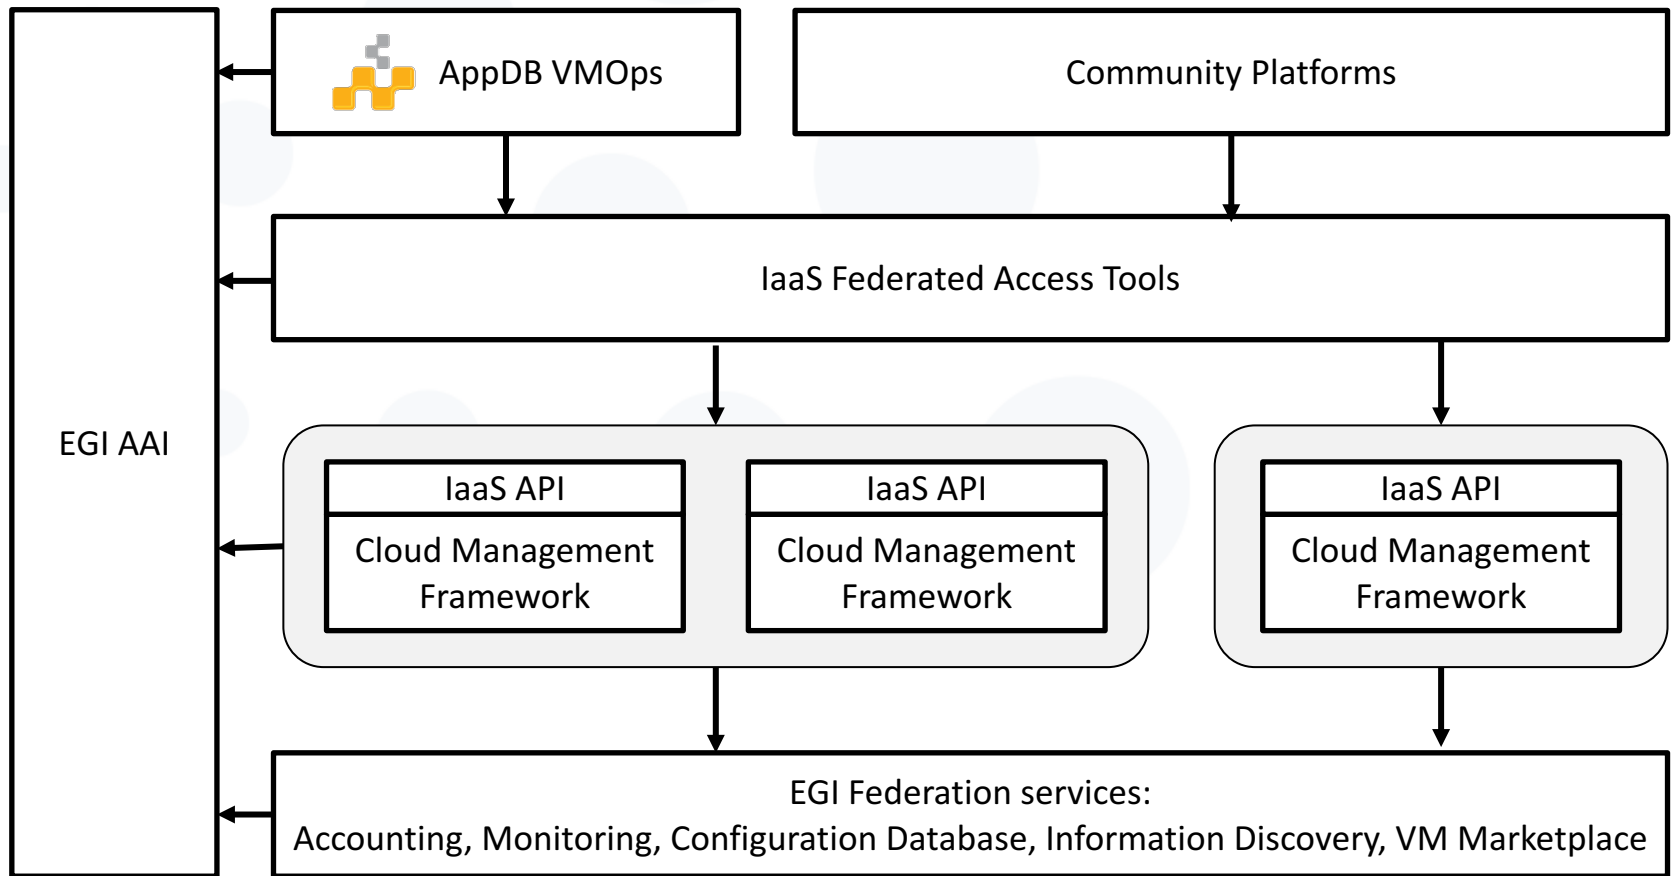 AppDB VMOps
Community Platforms
IaaS Federated Access Tools
EGI AAI
IaaS API
Cloud Management
Framework
IaaS API
Cloud Management
Framework
IaaS API
Cloud Management
Framework
EGI Federation services:
Accounting, Monitoring, Configuration Database, Information Discovery, VM Marketplace